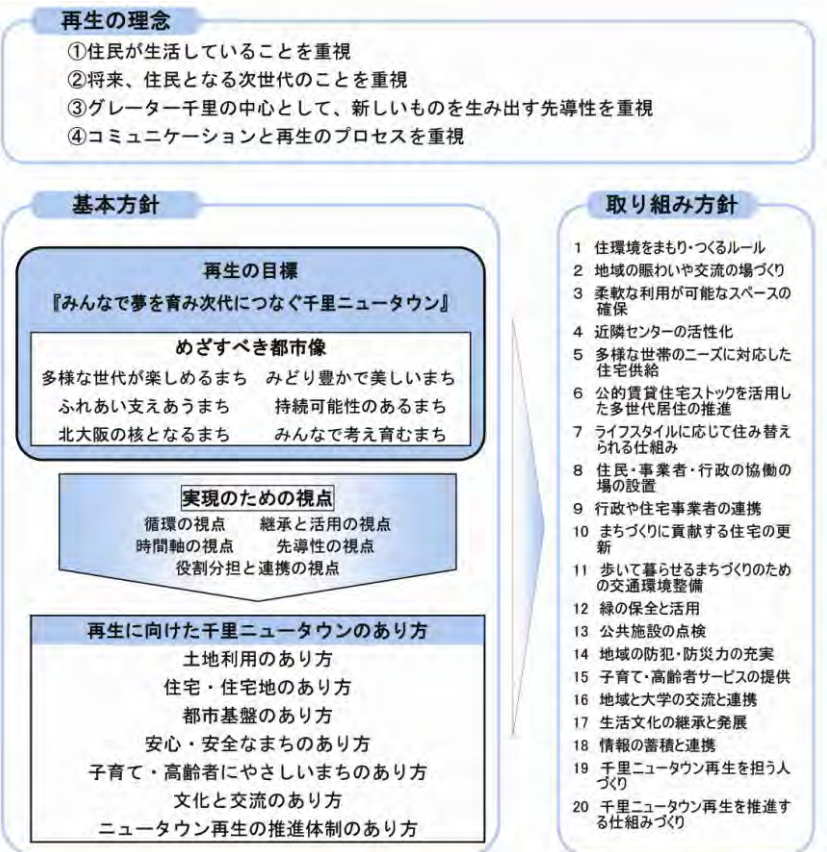 再生の理念
①住民が生活していることを重視
②将来、住民となる次世代のことを重視
③グレーター千里の中心として、新しいものを生み出す先導性を重視
④コミュニケーションと再生のプロセスを重視
基本方針
再生の目標
『みんなで夢を育み次代につなぐ千里ニュータウン』
めざすべき都市像
多様な世代が楽しめるまち みどり豊かで美しいまち
ふれあい支えあうまち 持続可能性のあるまち
北大阪の核となるまち みんなで考え育むまち
実現のための視点
循環の視点 継承と活用の視点
時間軸の視点 先導性の視点
役割分担と連携の視点
再生に向けた千里ニュータウンのあり方
土地利用のあり方
住宅・住宅地のあり方
都市基盤のあり方
安心・安全なまちのあり方
子育て・高齢者にやさしいまちのあり方
文化と交流のあり方
ニュータウン再生の推進体制のあり方
取り組み方針
1 住環境をまもり・つくるルール
2 地域の賑わいや交流の場づくり
3 柔軟な利用が可能なスペースの
確保
4 近隣センターの活性化
5 多様な世帯のニーズに対応した
住宅供給
6 公的賃貸住宅ストックを活用し
た多世代居住の推進
7 ライフスタイルに応じて住み替え
られる仕組み
8 住民・事業者・行政の協働の
場の設置
9 行政や住宅事業者の連携
10 まちづくりに貢献する住宅の更
新
11 歩いて暮らせるまちづくりのため
の交通環境整備
12 緑の保全と活用
13 公共施設の点検
14 地域の防犯・防災力の充実
15 子育て・高齢者サービスの提供
16 地域と大学の交流と連携
17 生活文化の継承と発展
18 情報の蓄積と連携
19 千里ニュータウン再生を担う人
づくり
20 千里ニュータウン再生を推進す
る仕組みづくり